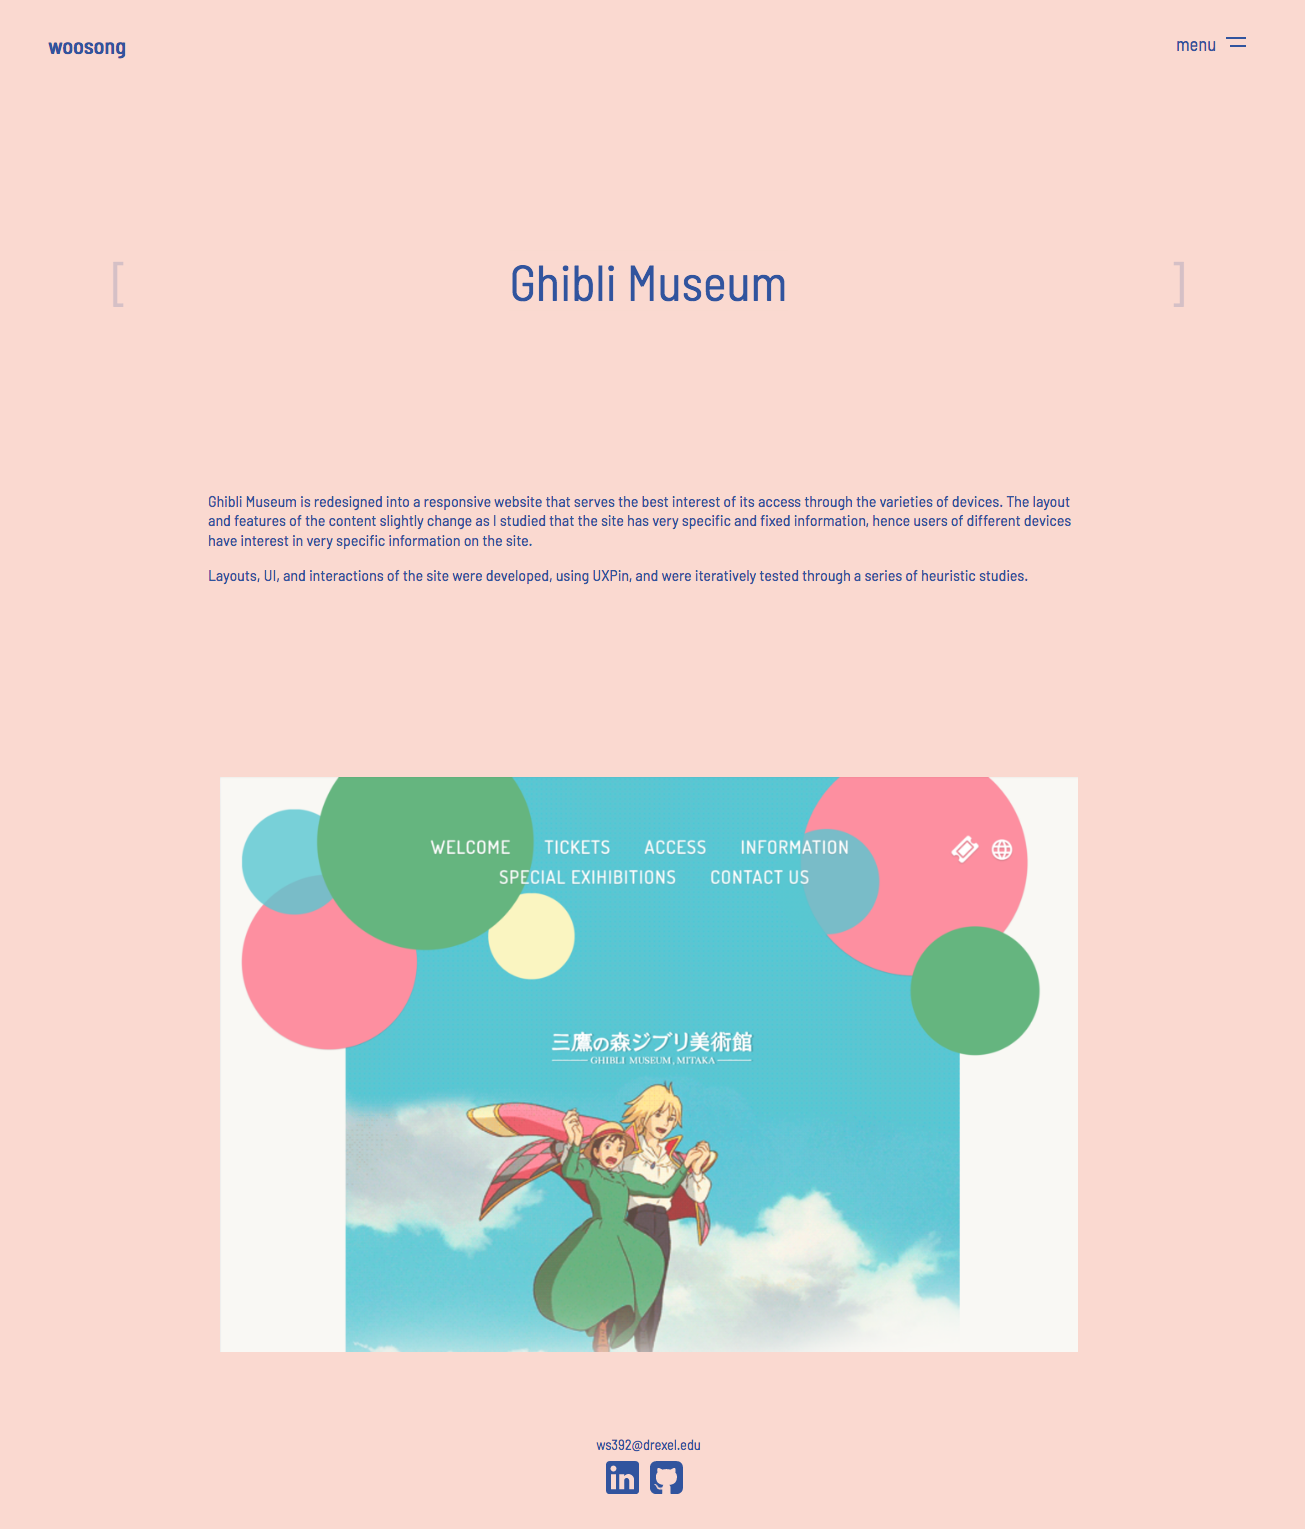 woosong
menu
[ Ghibli Museum ]
Ghibli Museum is redesigned into a responsive website that serves the best interest of its access through the varieties of devices. The layout
and features of the content slightly change as I studied that the site has very specific and fixed information, hence users of different devices
have interest in very specific information on the site.
Layouts, UI, and interactions of the site were developed, using UXPin, and were iteratively tested through a series of heuristic studies.
WELCOME TICKETS ACCESS INFORMATION
SPECIAL EXIHIBITIONS CONTACT US
三鷹の森ジブリ美術館
GHIBLI MUSEUM, MITAKA
ws392@drexel.edu
in